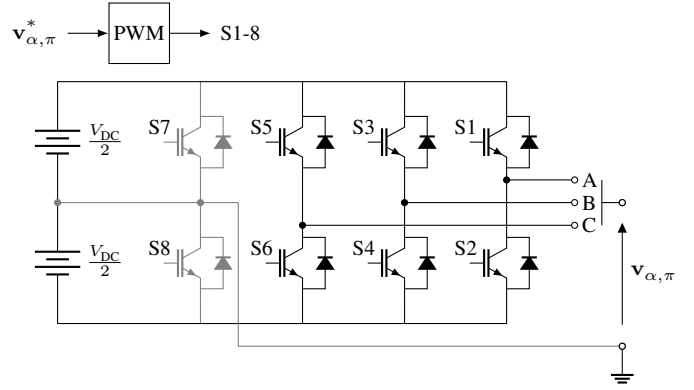 v*α,π PWM S1-8
S7 S5 S3 S1
VDC/2
A
B
C
S8 S6 S4 S2
VDC/2
vα,π